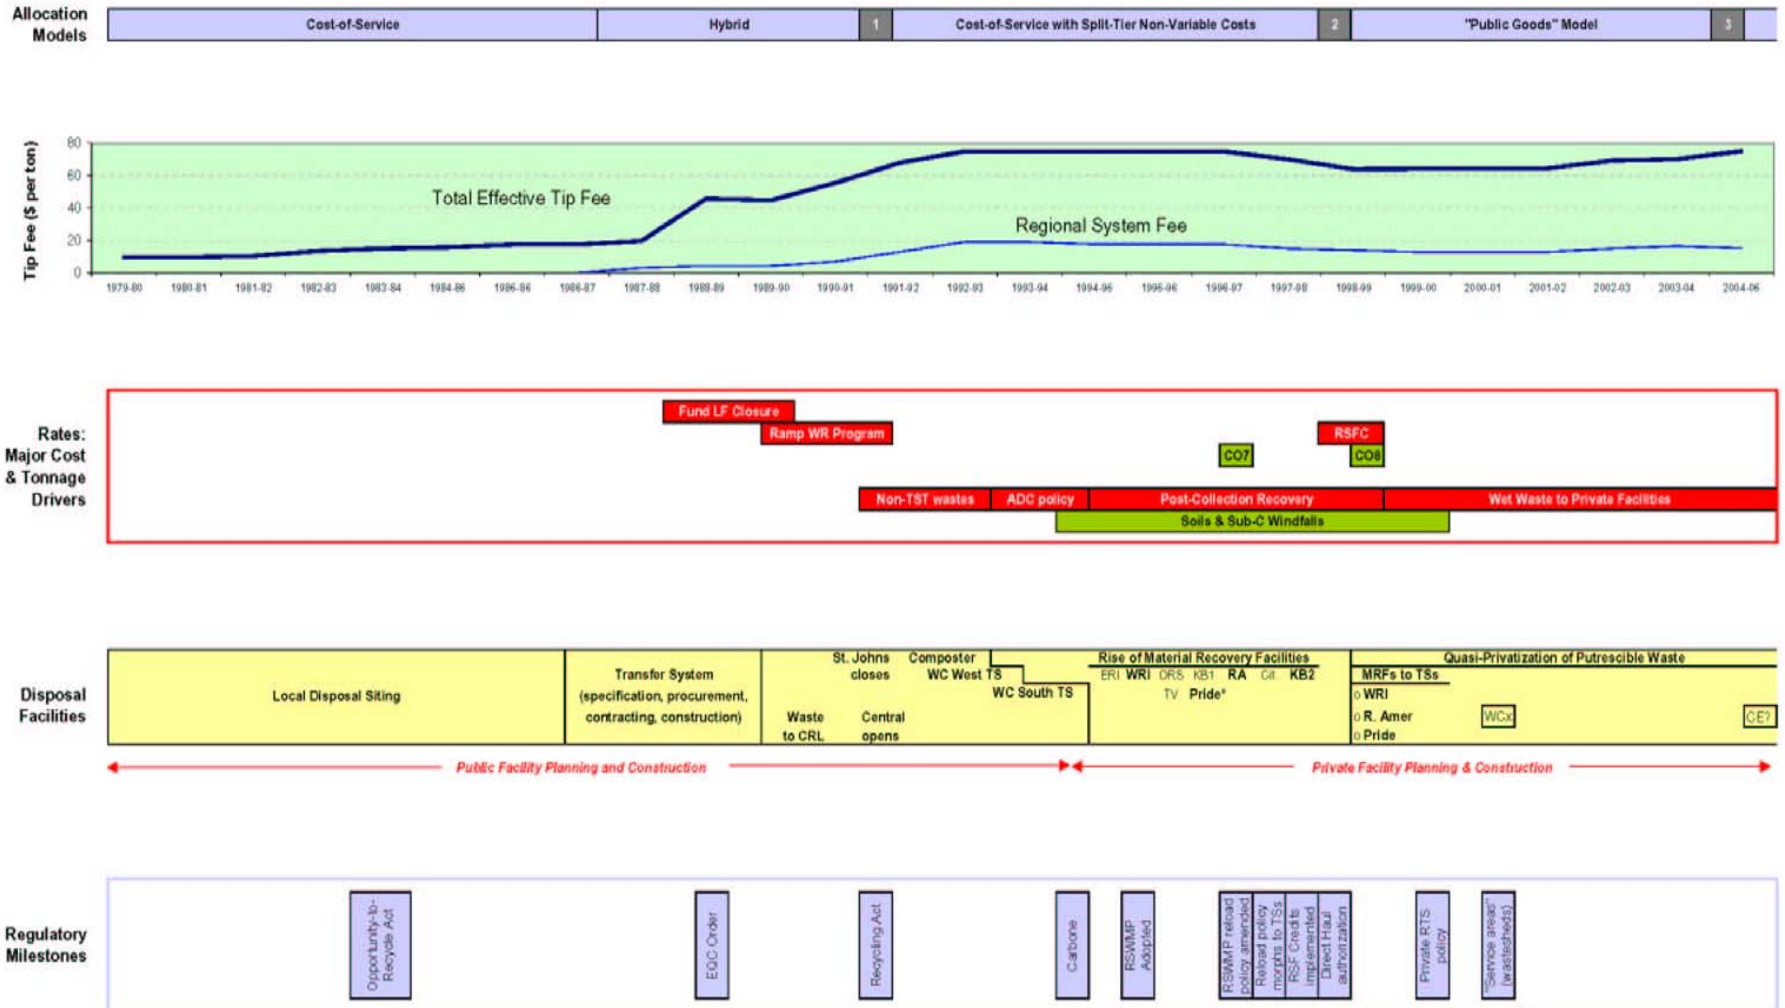 Allocation
Models
Cost-of-Service
Hybrid
1
Cost-of-Service with Split-Tier Non-Variable Costs
2
"Public Goods" Model
3
Tip Fee ($ per ton)
80
60
40
20
0
Total Effective Tip Fee
Regional System Fee
1979-80 1980-81 1981-82 1982-83 1983-84 1984-85 1985-86 1986-87 1987-88 1988-89 1989-00 1990-91 1991-92 1992-93 1993-94 1994-95 1995-96 1996-97 1997-98 1998-99 1999-00 2000-01 2001-02 2002-03 2003-04 2004-05
Rates:
Major Cost
& Tonnage
Drivers
Fund LF Closure
Ramp WR Program
RSFC
CO7
CO8
Non-TST wastes
ADC policy
Post-Collection Recovery
Wet Waste to Private Facilities
Soils & Sub-C Windfalls
Disposal
Facilities
Local Disposal Siting
Transfer System
(specification, procurement,
contracting, construction)
St. Johns
closes
Composter
WC West TS
WC South TS
Waste
to CRL
Central
opens
Rise of Material Recovery Facilities
ERI WRI ORS KB1 RA Git KB2
TV Pride*
Quasi-Privatization of Putrescible Waste
MRFs to TSs
o WRI
o R. Amer
o Pride
WCx
CE?
Public Facility Planning and Construction
Private Facility Planning & Construction
Regulatory
Milestones
Opportunity-to-
Recycle Act
EQC Order
Recycling Act
Carbone
RSWMP
Adopted
RSWMP reload
policy amended
Reload policy
morphs to TSs
RSF Credits
implemented
Direct Haul
authorization
Private RTS
policy
"Service areas"
(wastesheds)